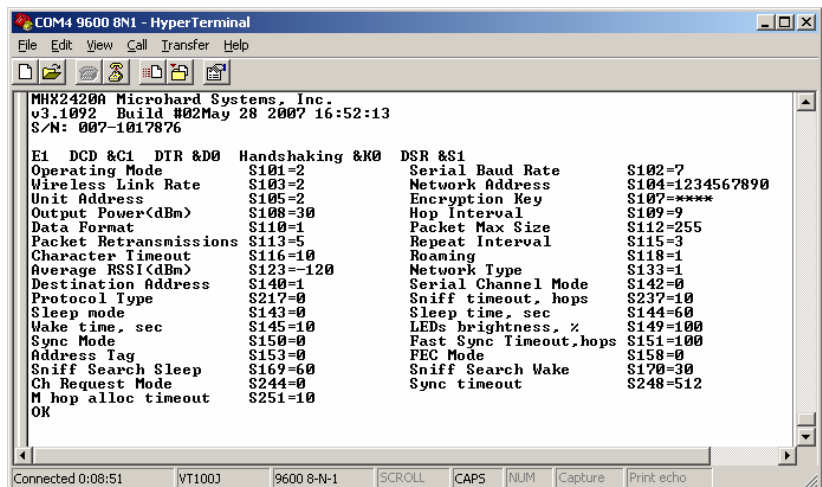 COM4 9600 8N1 - HyperTerminal
File Edit View Call Transfer Help
MHX2420A Microhard Systems, Inc.
v3.1092 Build #02May 28 2007 16:52:13
S/N: 007-1017876
E1 DCD &C1 DTR &D0 Handshaking &K0 DSR &S1
Operating Mode S101=2 Serial Baud Rate S102=7
Wireless Link Rate S103=2 Network Address S104=1234567890
Unit Address S105=2 Encryption Key S107=****
Output Power(dBm) S108=30 Hop Interval S109=9
Data Format S110=1 Packet Max Size S112=255
Packet Retransmissions S113=5 Repeat Interval S115=3
Character Timeout S116=10 Roaming S118=1
Average RSSI(dBm) S123=-120 Network Type S133=1
Destination Address S140=1 Serial Channel Mode S142=0
Protocol Type S217=0 Sniff timeout, hops S237=10
Sleep mode S143=0 Sleep time, sec S144=60
Wake time, sec S145=10 LEDs brightness, % S149=100
Sync Mode S150=0 Fast Sync Timeout,hops S151=100
Address Tag S153=0 FEC Mode S158=0
Sniff Search Sleep S169=60 Sniff Search Wake S170=30
Ch Request Mode S244=0 Sync timeout S248=512
M hop alloc timeout S251=10
OK
Connected 0:08:51 VT100J 9600 8-N-1 SCROLL CAPS NUM Capture Print echo